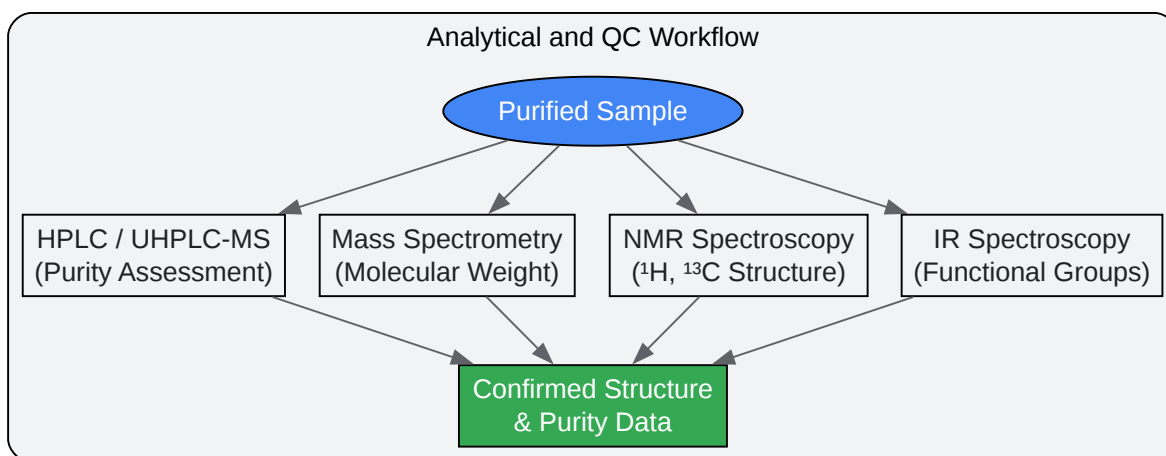 Analytical and QC Workflow
Purified Sample
HPLC / UHPLC-MS
(Purity Assessment)
Mass Spectrometry
(Molecular Weight)
NMR Spectroscopy
(¹H, ¹³C Structure)
IR Spectroscopy
(Functional Groups)
Confirmed Structure
& Purity Data